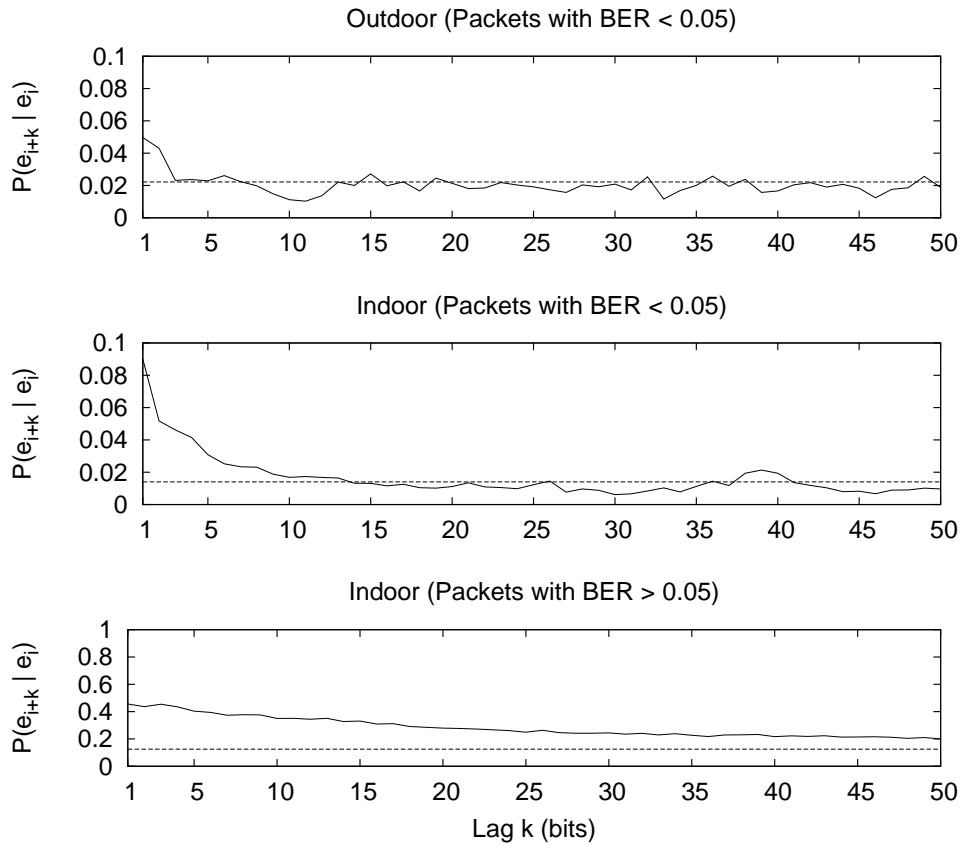 Outdoor (Packets with BER < 0.05)
P(e_{i+k} | e_i)
0.1
0.08
0.06
0.04
0.02
0
1 5 10 15 20 25 30 35 40 45 50
Indoor (Packets with BER < 0.05)
P(e_{i+k} | e_i)
0.1
0.08
0.06
0.04
0.02
0
1 5 10 15 20 25 30 35 40 45 50
Indoor (Packets with BER > 0.05)
P(e_{i+k} | e_i)
1
0.8
0.6
0.4
0.2
0
1 5 10 15 20 25 30 35 40 45 50
Lag k (bits)